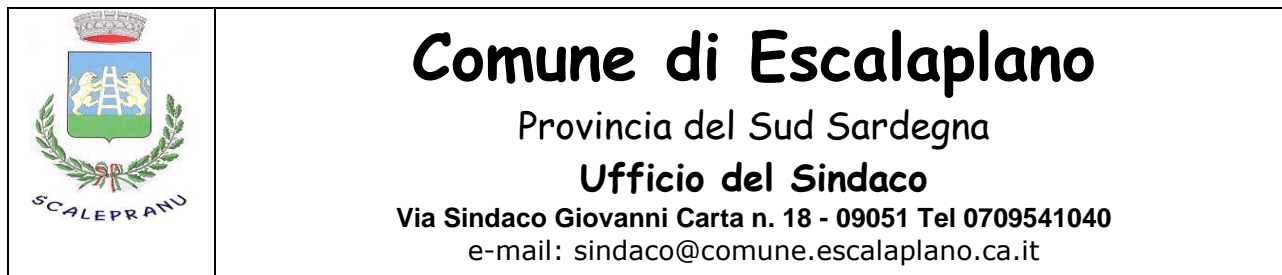 SCALEPRANU
Comune di Escalaplano
Provincia del Sud Sardegna
Ufficio del Sindaco
Via Sindaco Giovanni Carta n. 18 - 09051 Tel 0709541040
e-mail: sindaco@comune.escalaplano.ca.it